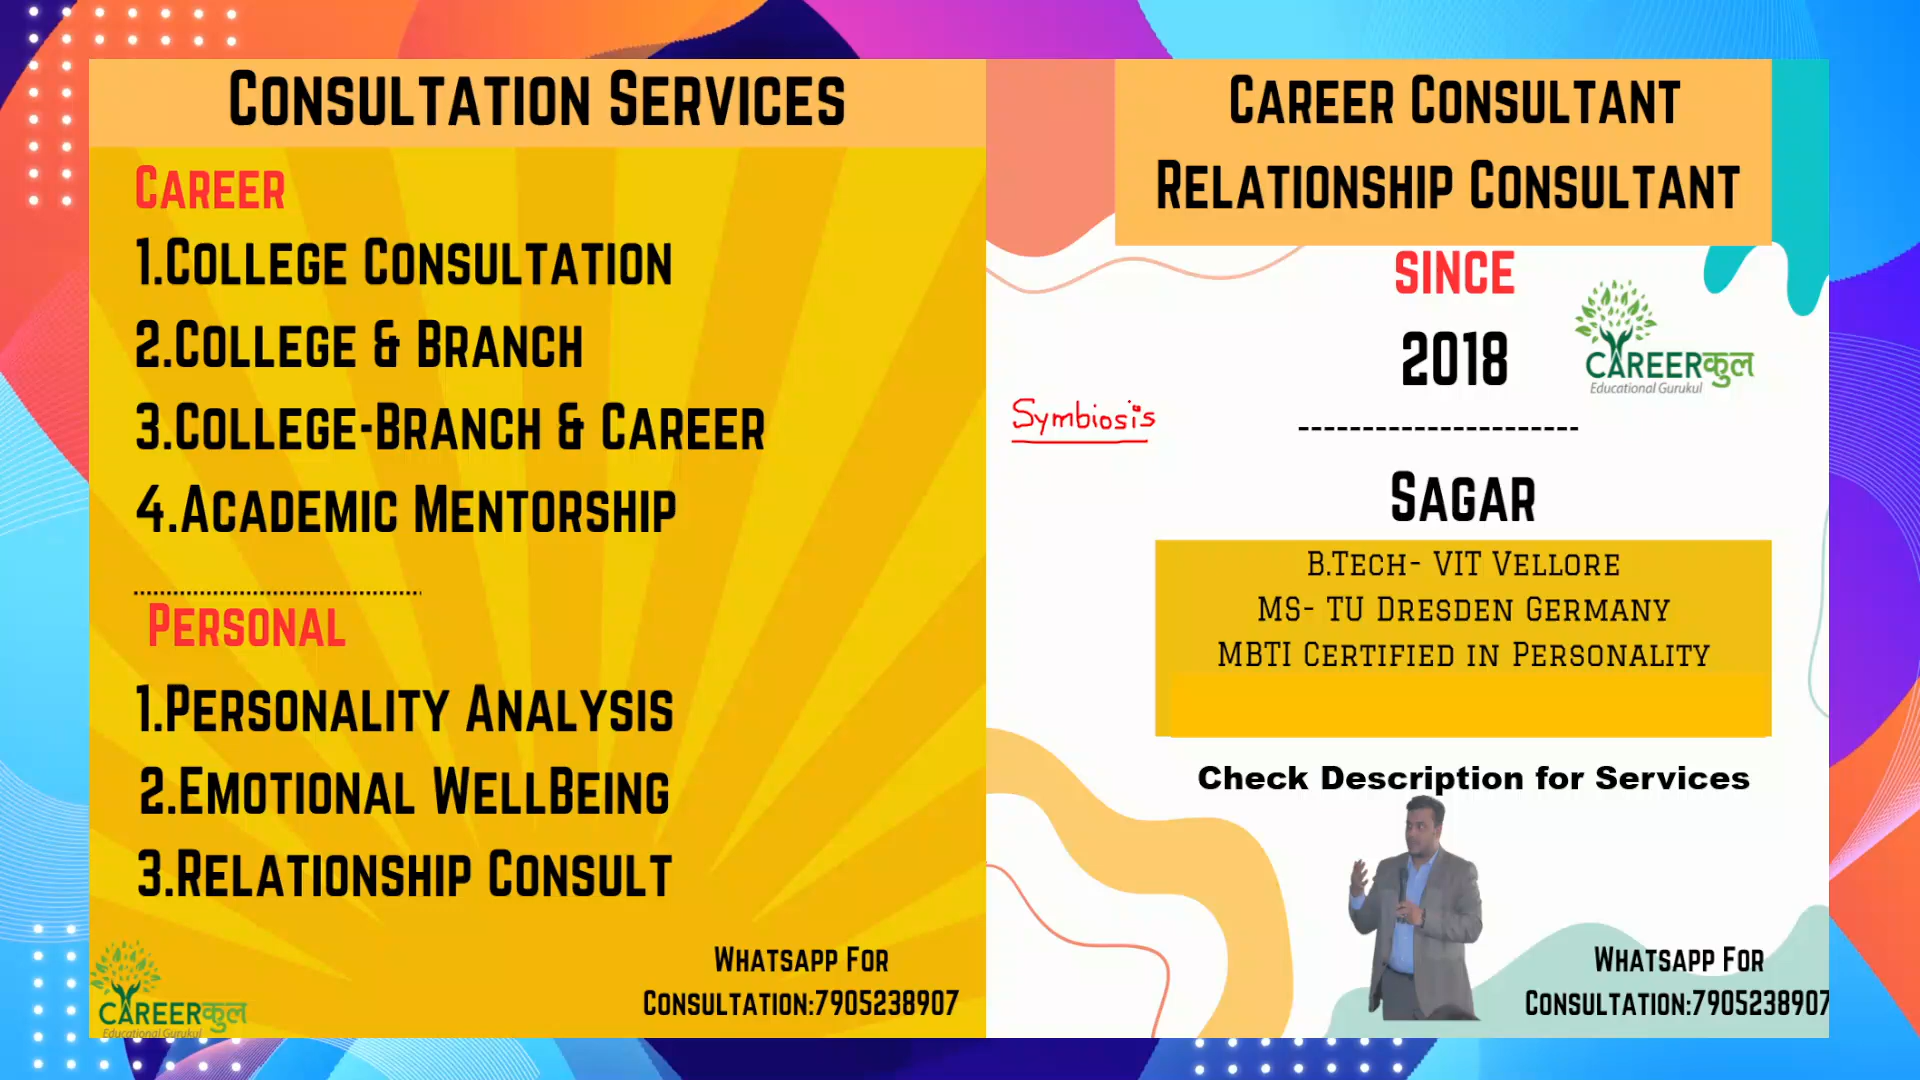 Consultation Services
Career
1.College Consultation
2.College & Branch
3.College-Branch & Career
4.Academic Mentorship
Personal
1.Personality Analysis
2.Emotional WellBeing
3.Relationship Consult
Whatsapp For
Consultation:7905238907
CAREERकुल
Educational Gurukul
Career Consultant
Relationship Consultant
SINCE
2018
CAREERकुल
Educational Gurukul
Symbiosis
Sagar
B.Tech- VIT Vellore
MS- TU Dresden Germany
MBTI Certified in Personality
Check Description for Services
Whatsapp For
Consultation:7905238907